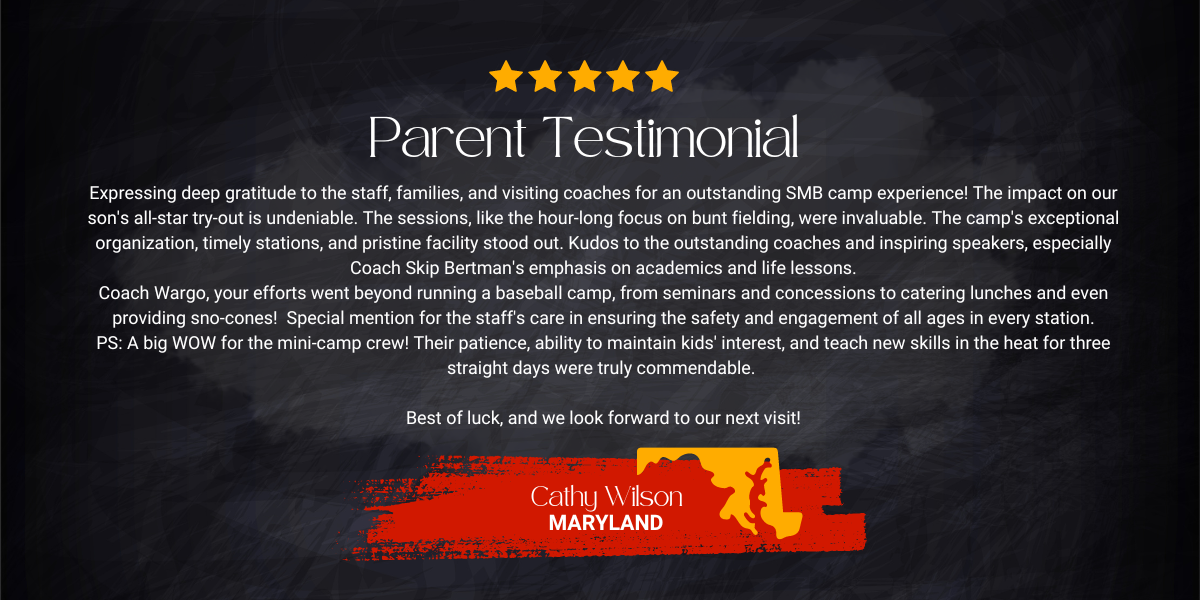 Parent Testimonial
Expressing deep gratitude to the staff, families, and visiting coaches for an outstanding SMB camp experience! The impact on our
son's all-star try-out is undeniable. The sessions, like the hour-long focus on bunt fielding, were invaluable. The camp's exceptional
organization, timely stations, and pristine facility stood out. Kudos to the outstanding coaches and inspiring speakers, especially
Coach Skip Bertman's emphasis on academics and life lessons.
Coach Wargo, your efforts went beyond running a baseball camp, from seminars and concessions to catering lunches and even
providing sno-cones!  Special mention for the staff's care in ensuring the safety and engagement of all ages in every station.
PS: A big WOW for the mini-camp crew! Their patience, ability to maintain kids' interest, and teach new skills in the heat for three
straight days were truly commendable.
Best of luck, and we look forward to our next visit!
Cathy Wilson
MARYLAND